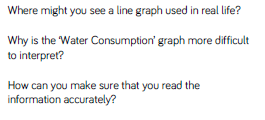 Where might you see a line graph used in real life?
Why is the ‘Water Consumption’ graph more difficult
to interpret?
How can you make sure that you read the
information accurately?